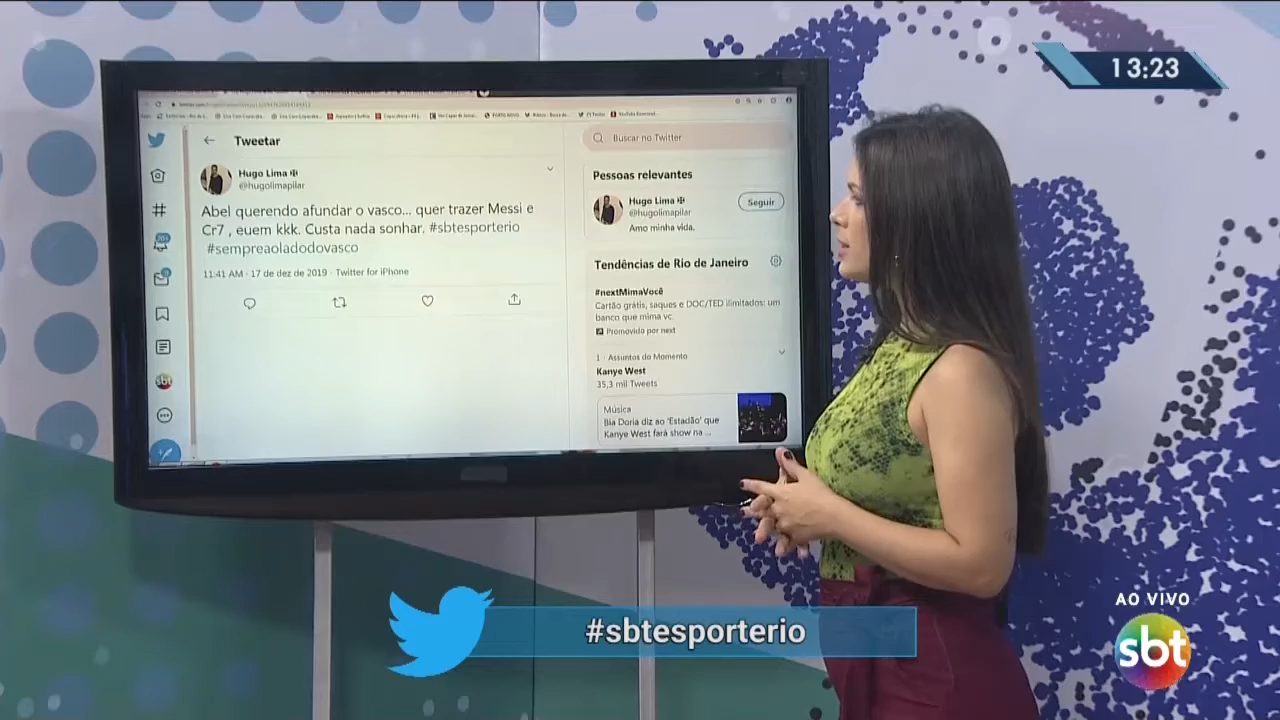 13:23
Tweetar
Buscar no Twitter
Hugo Lima
@hugolimapilar
Abel querendo afundar o vasco... quer trazer Messi e
Cr7 , euem kkk. Custa nada sonhar. #sbtesporterio
#sempreaoladodovasco
11:41 AM · 17 de dez de 2019 · Twitter for iPhone
Pessoas relevantes
Hugo Lima
@hugolimapilar
Amo minha vida.
Seguir
Tendências de Rio de Janeiro
#nextMimaVocê
Cartão grátis, saques e DOC/TED ilimitados: um
banco que mima vc.
Promovido por next
1 · Assuntos do Momento
Kanye West
35,3 mil Tweets
Música
Bia Doria diz ao 'Estadão' que
Kanye West fará show na ...
sbt
#sbtesporterio
AO VIVO
sbt